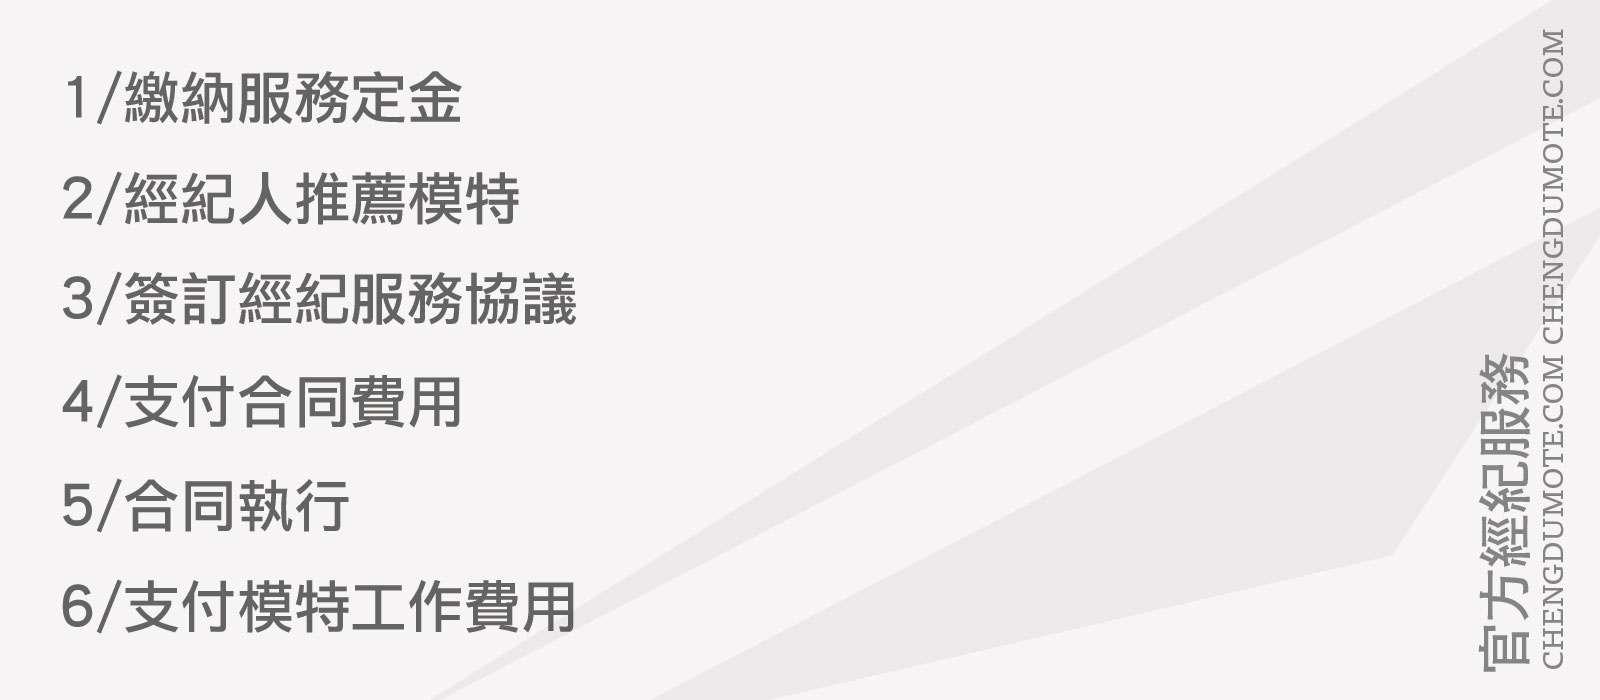 1/繳納服務定金
2/經紀人推薦模特
3/簽訂經紀服務協議
4/支付合同費用
5/合同執行
6/支付模特工作費用
官方經紀服務
CHENGDUMOTE.COM CHENGDUMOTE.COM